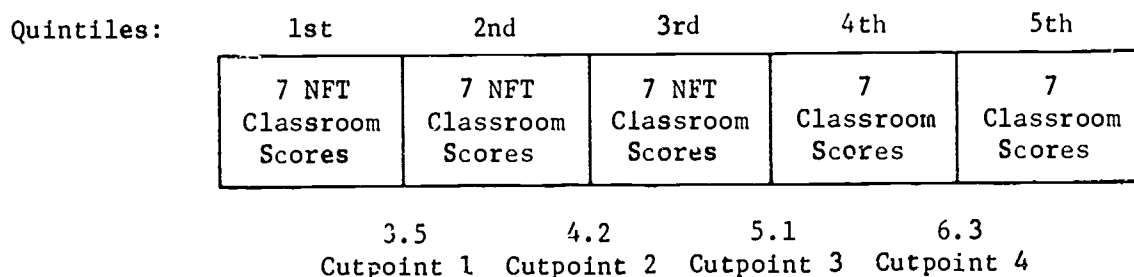 Quintiles: 1st 2nd 3rd 4th 5th
7 NFT 7 NFT 7 NFT 7 7
Classroom Classroom Classroom Classroom Classroom
Scores Scores Scores Scores Scores
3.5 4.2 5.1 6.3
Cutpoint 1 Cutpoint 2 Cutpoint 3 Cutpoint 4